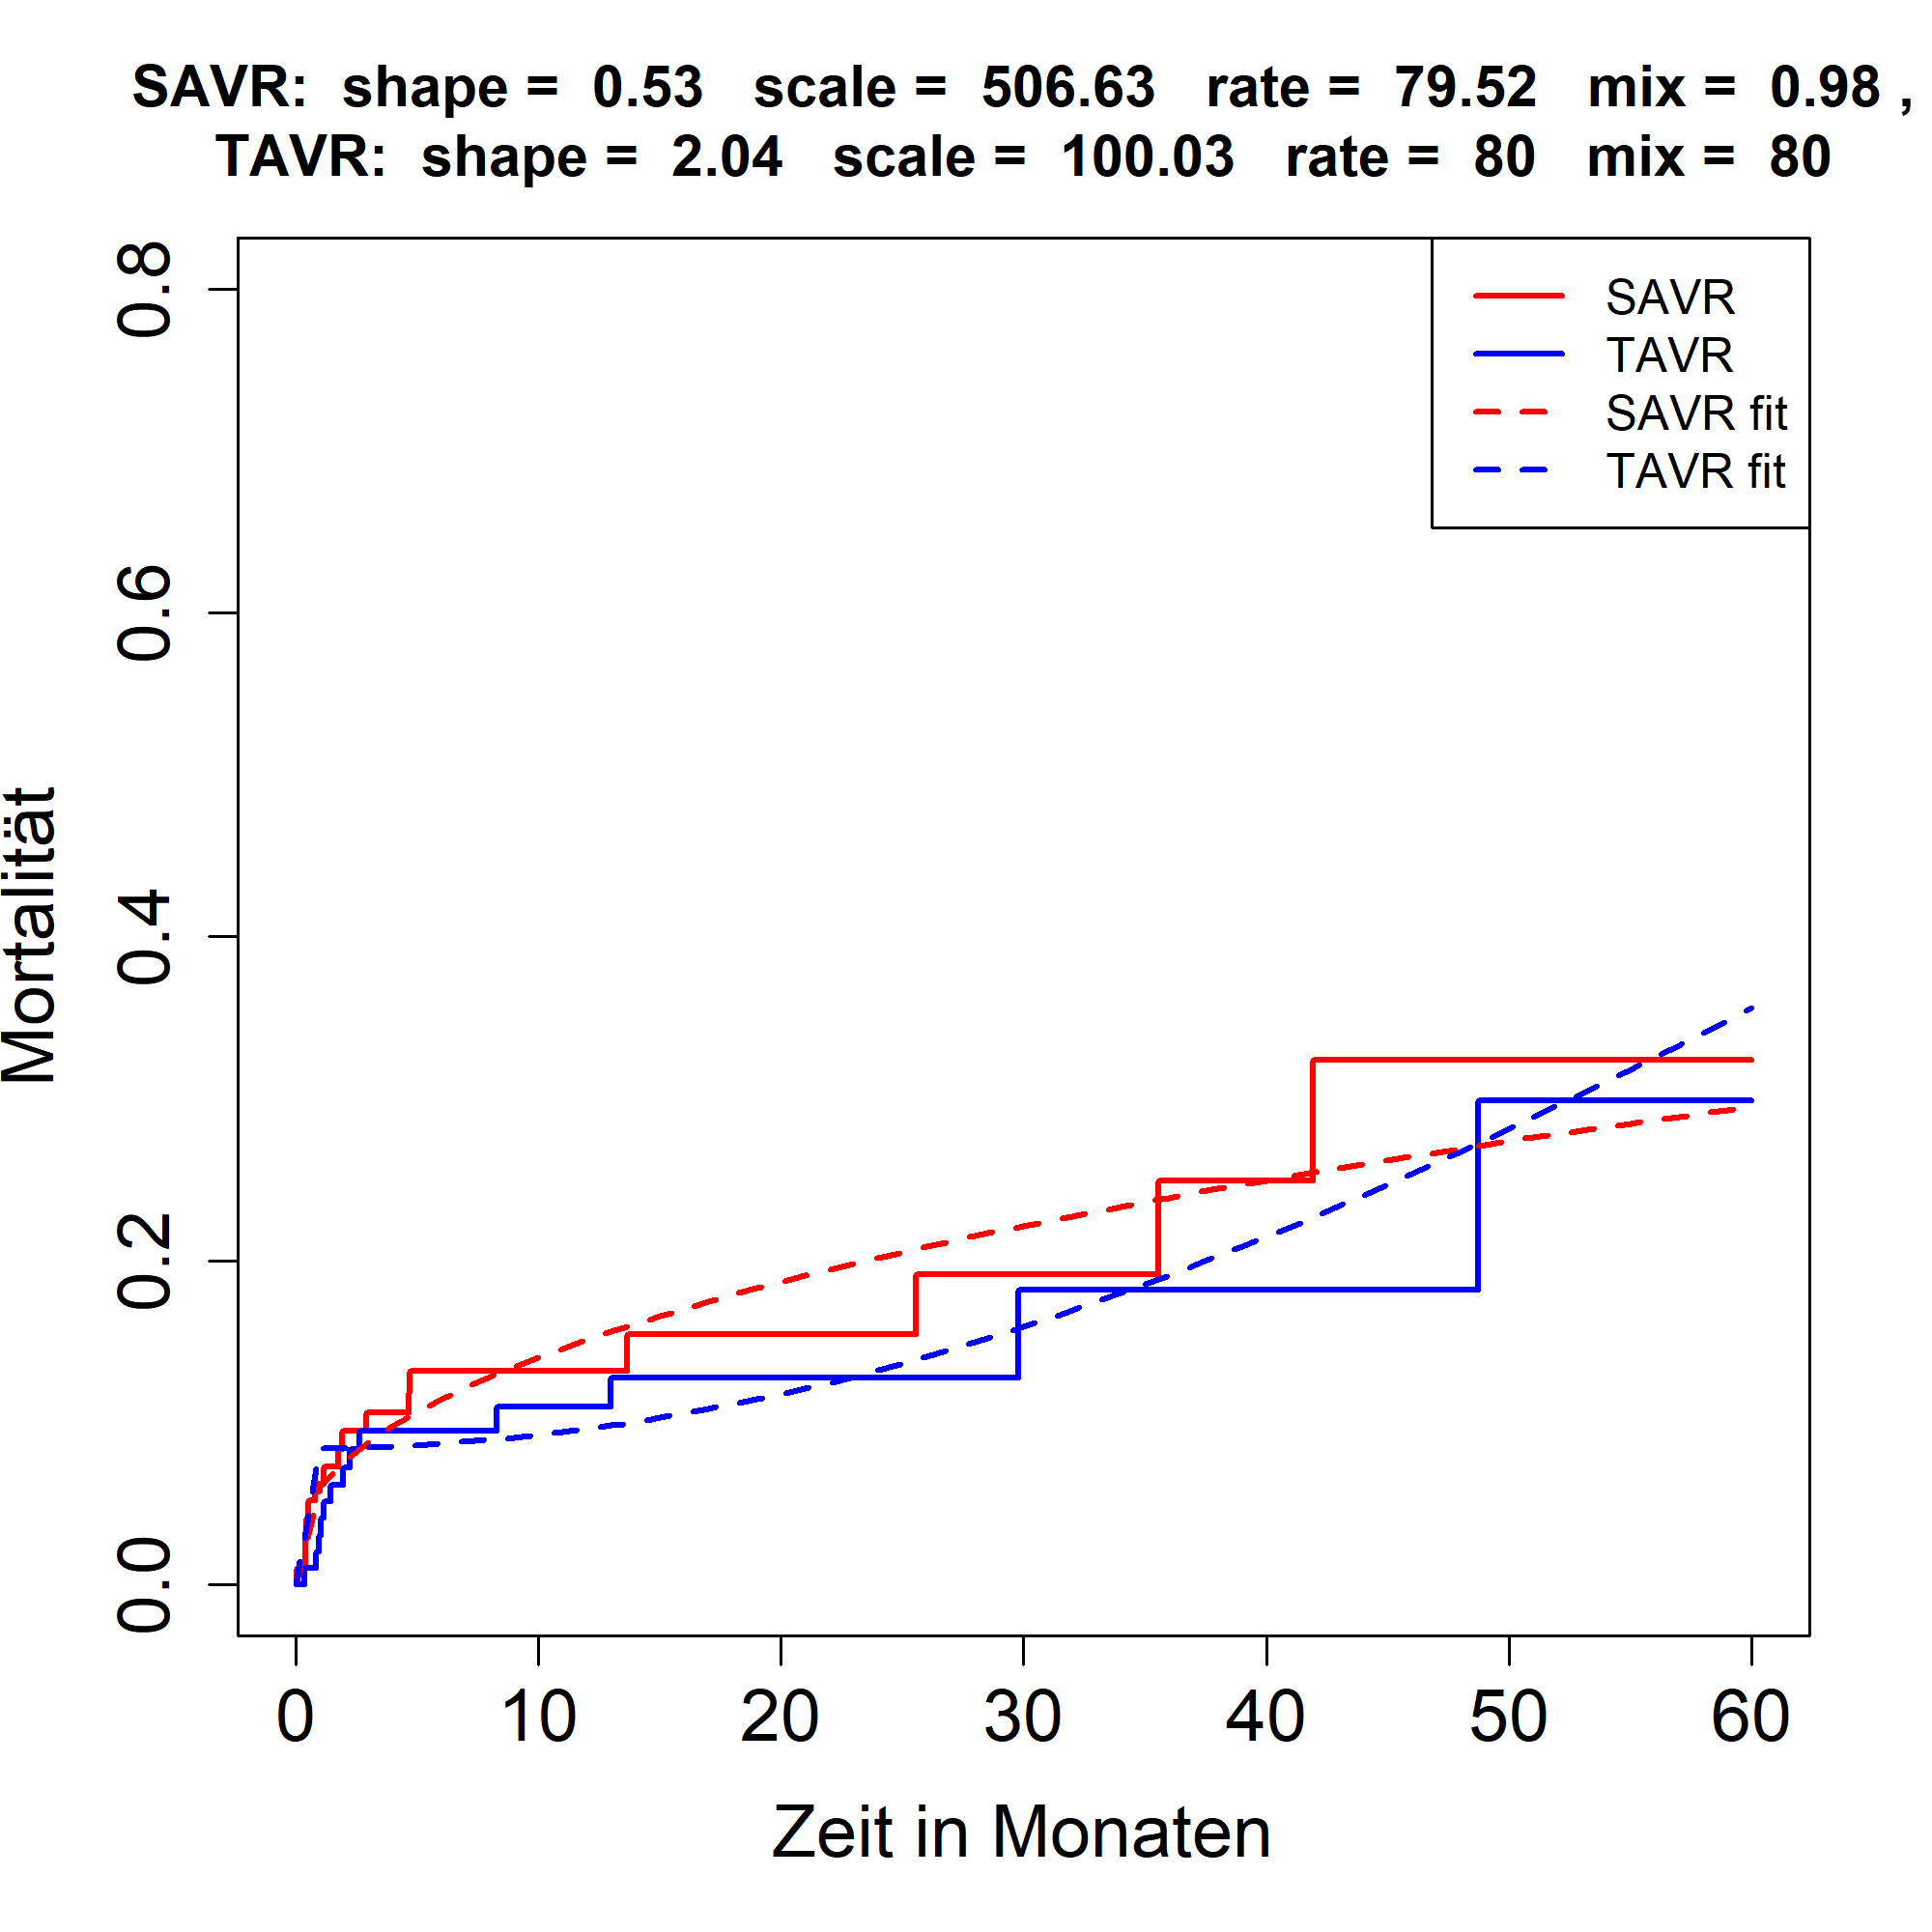 SAVR: shape = 0.53 scale = 506.63 rate = 79.52 mix = 0.98 ,
TAVR: shape = 2.04 scale = 100.03 rate = 80 mix = 80
SAVR
TAVR
SAVR fit
TAVR fit
0.8
0.6
0.4
0.2
0.0
Mortalität
0 10 20 30 40 50 60
Zeit in Monaten